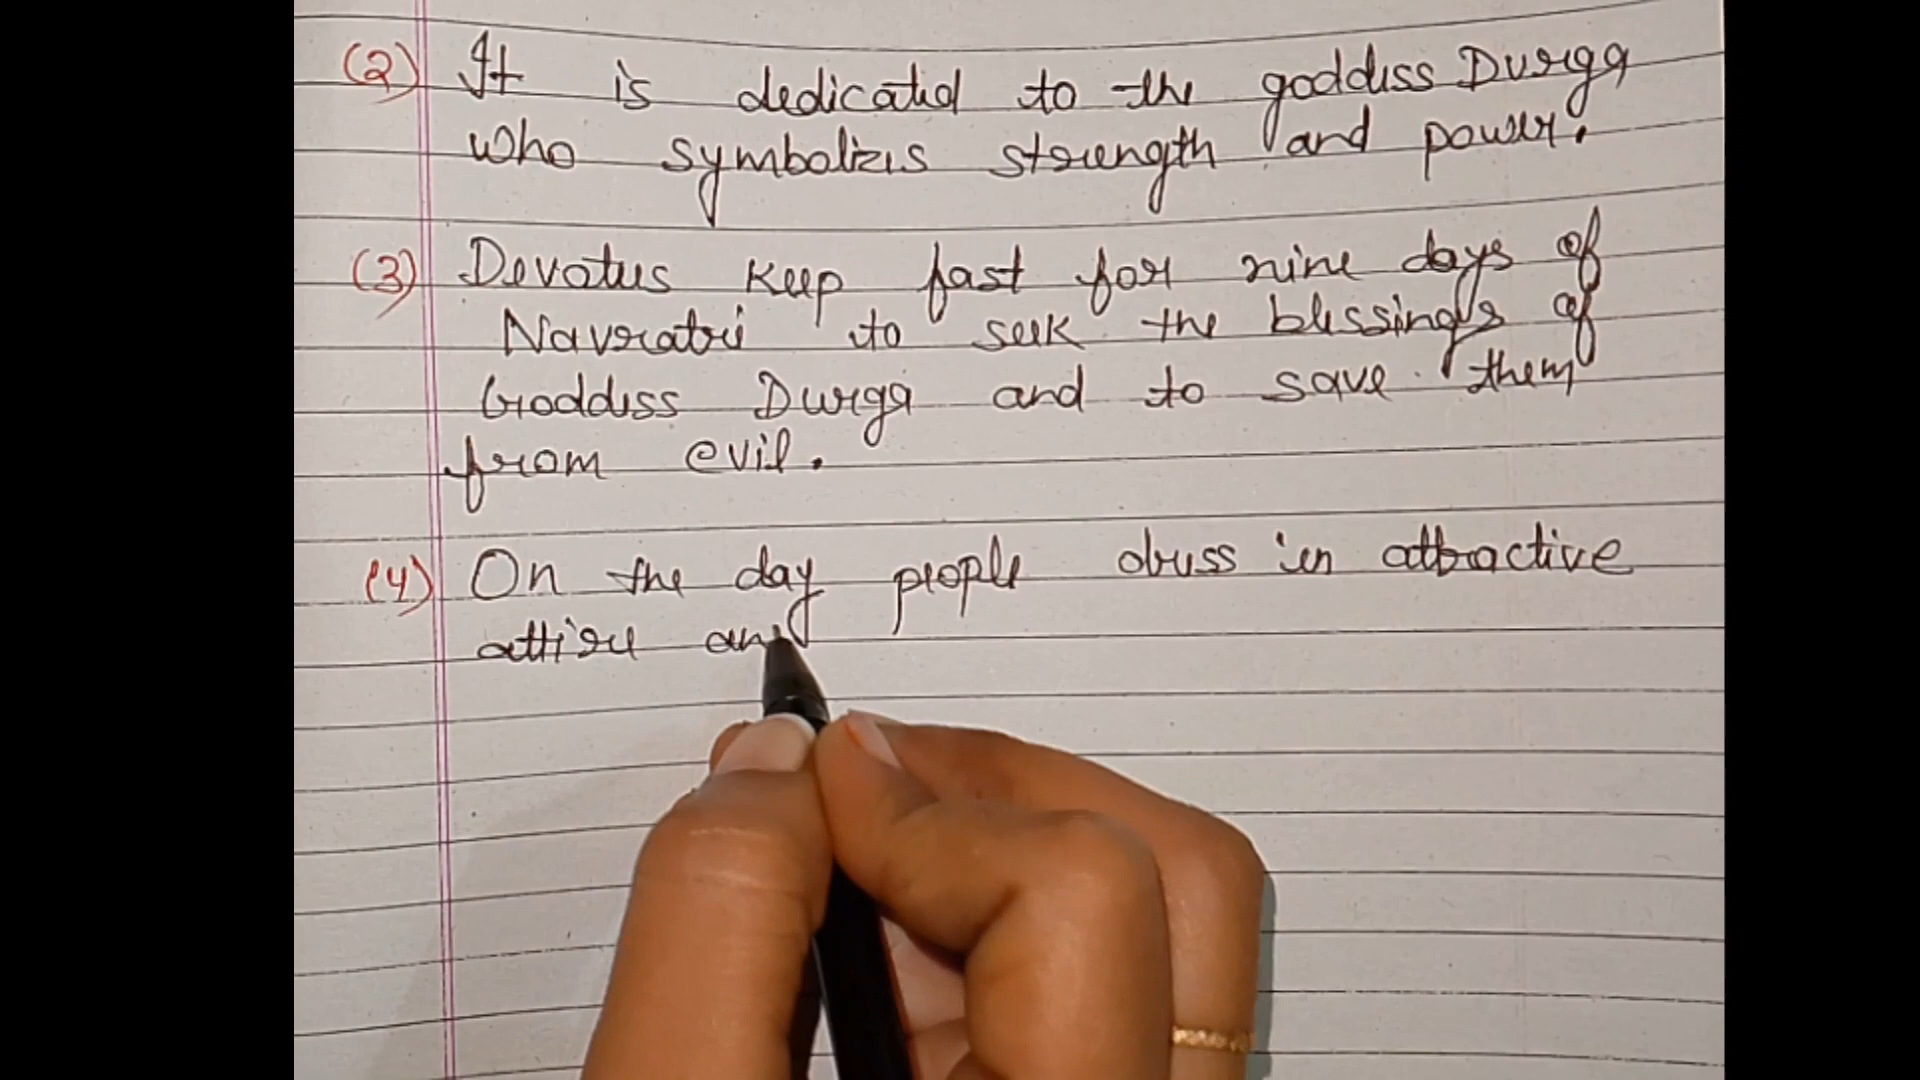 (2) It is dedicated to the goddess Durga
who symbolizes strength and power.
(3) Devotees keep fast for nine days of
Navratri to seek the blessings of
Goddess Durga and to save them
from evil.
(4) On the day people dress in attractive
attire an